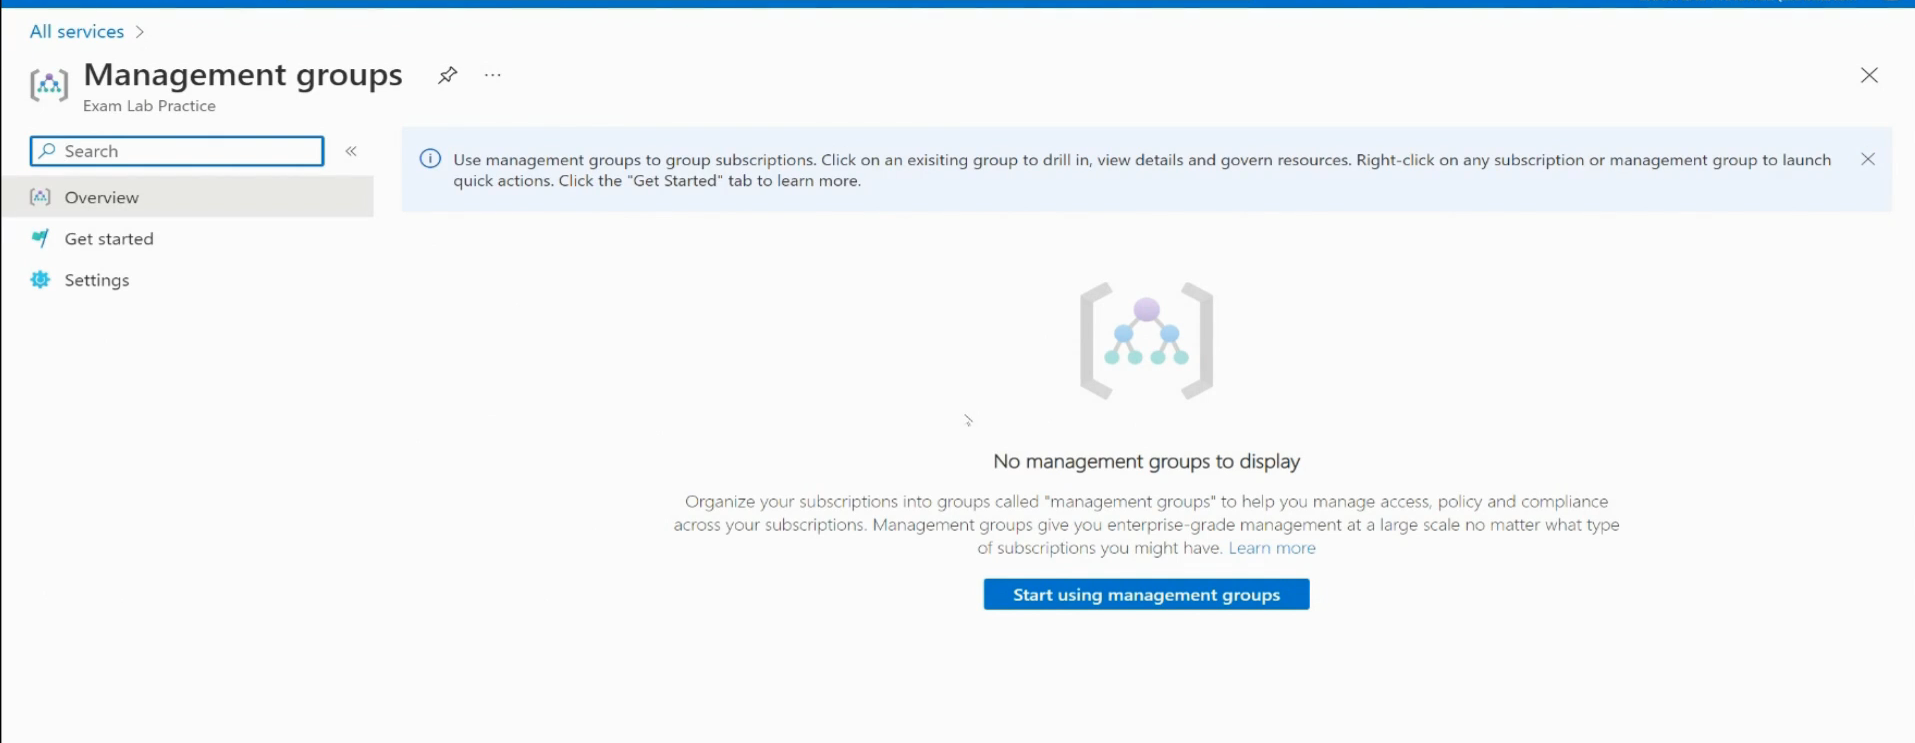 All services
Management groups
Exam Lab Practice
Search
Overview
Get started
Settings
Use management groups to group subscriptions. Click on an exisiting group to drill in, view details and govern resources. Right-click on any subscription or management group to launch
quick actions. Click the "Get Started" tab to learn more.
No management groups to display
Organize your subscriptions into groups called "management groups" to help you manage access, policy and compliance
across your subscriptions. Management groups give you enterprise-grade management at a large scale no matter what type
of subscriptions you might have. Learn more
Start using management groups